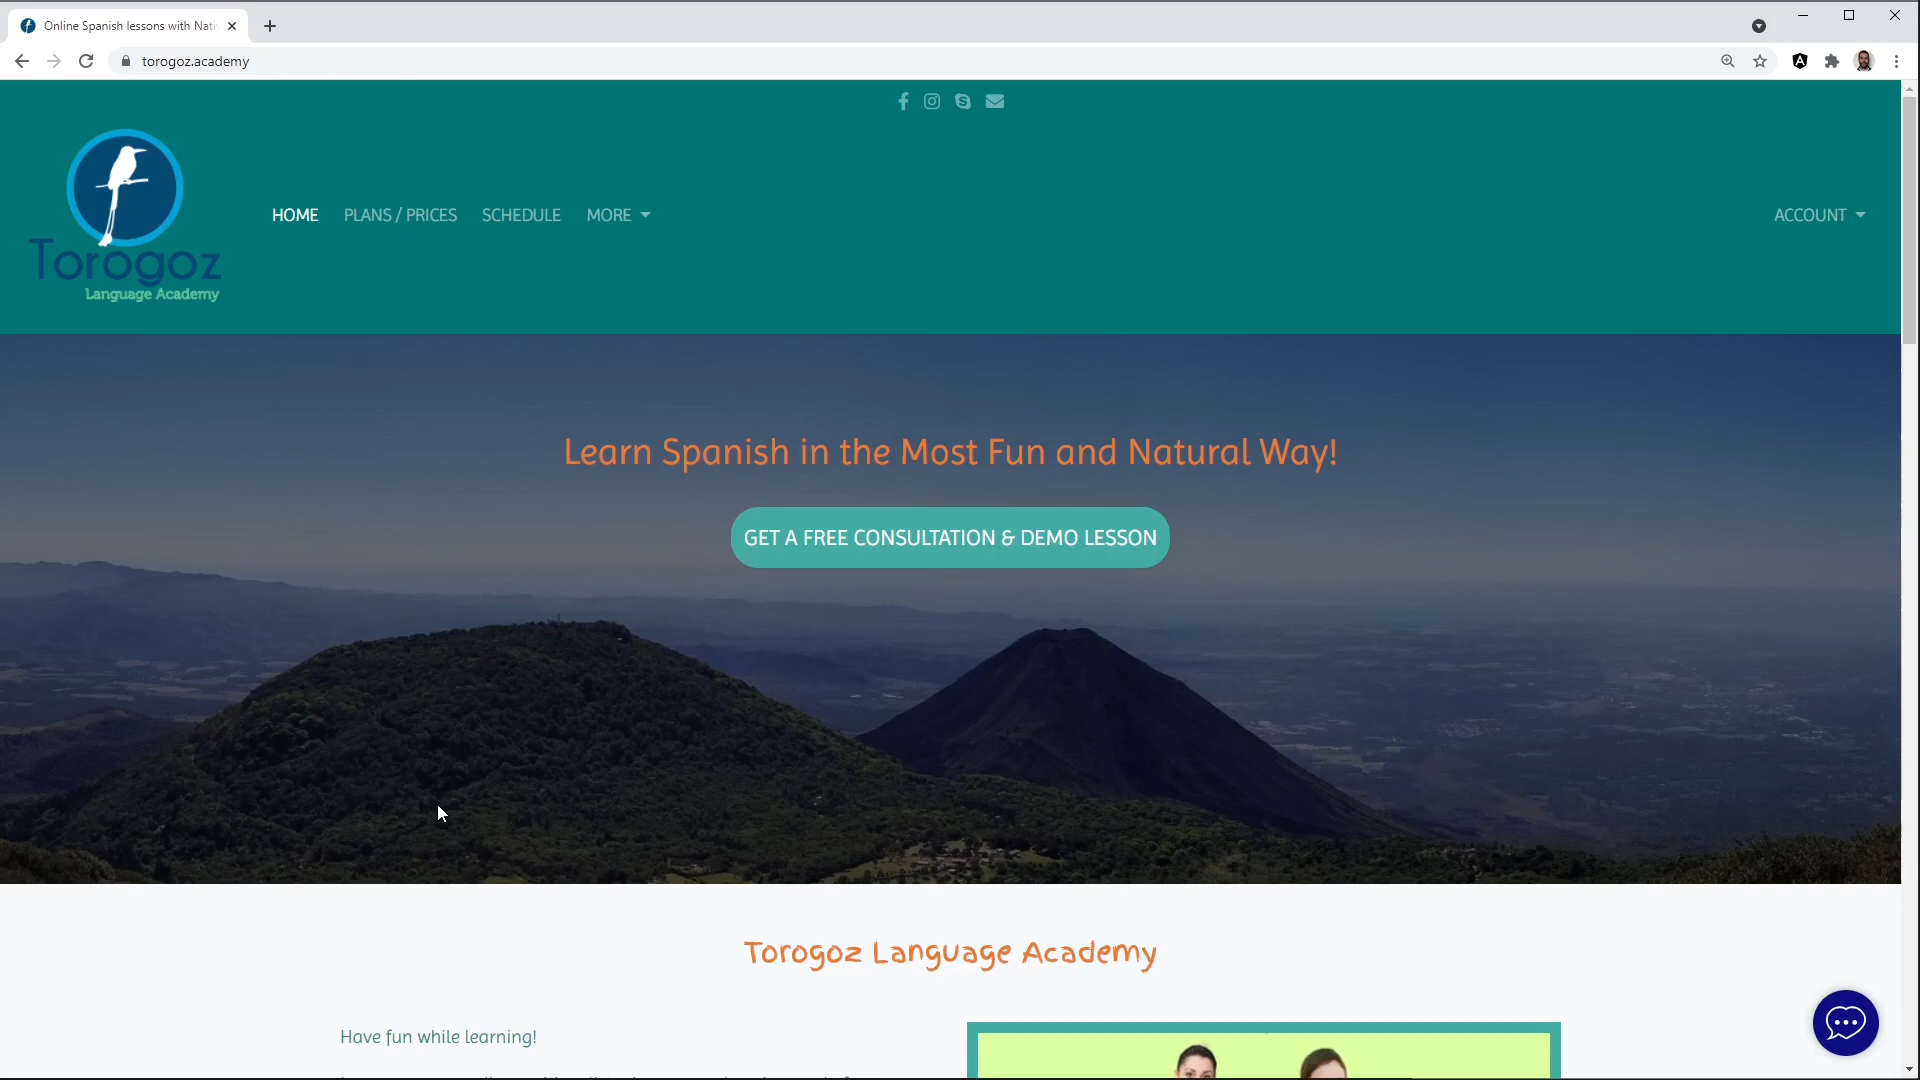 Online Spanish lessons with Nati
torogoz.academy
Torogoz
Language Academy
HOME
PLANS / PRICES
SCHEDULE
MORE
ACCOUNT
Learn Spanish in the Most Fun and Natural Way!
GET A FREE CONSULTATION & DEMO LESSON
Torogoz Language Academy
Have fun while learning!